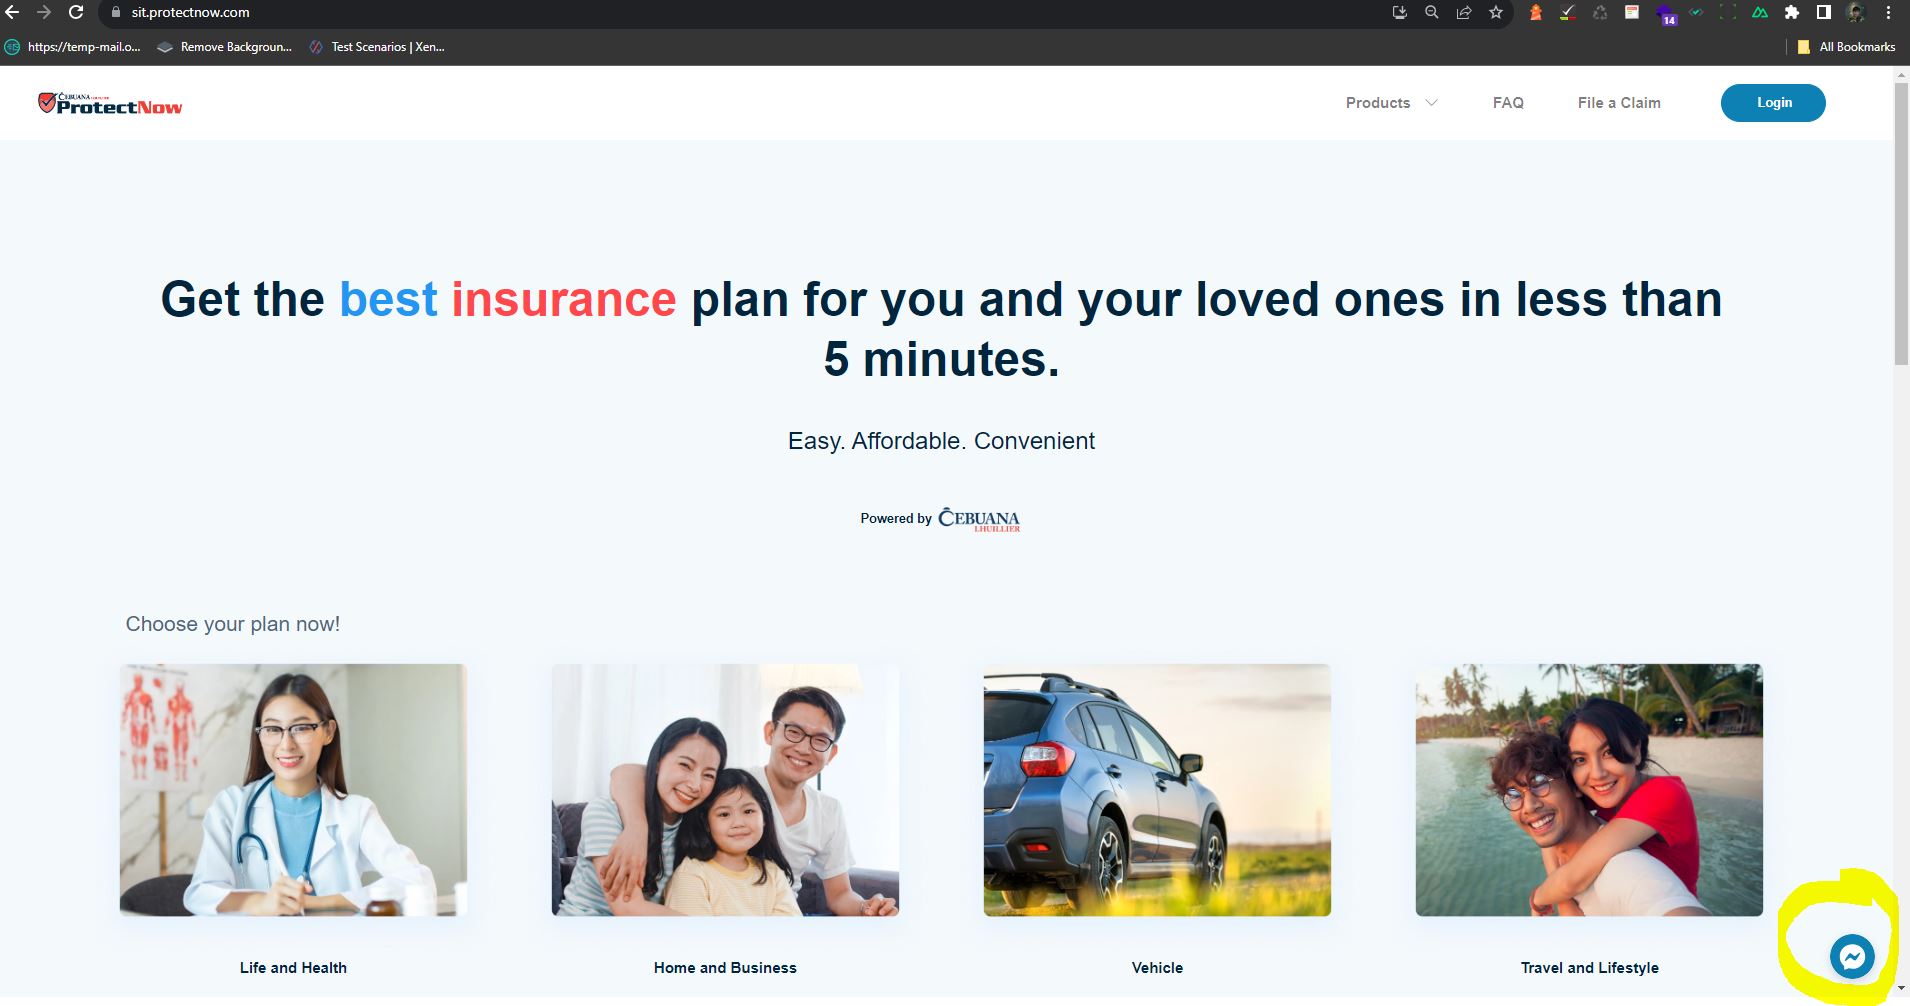 sit.protectnow.com
14
https://temp-mail.o...
Remove Backgroun...
Test Scenarios | Xen...
All Bookmarks
CEBUANA
ProtectNow
Products
FAQ
File a Claim
Login
Get the best insurance plan for you and your loved ones in less than
5 minutes.
Easy. Affordable. Convenient
Powered by CEBUANA
LHUILLIER
Choose your plan now!
Life and Health
Home and Business
Vehicle
Travel and Lifestyle